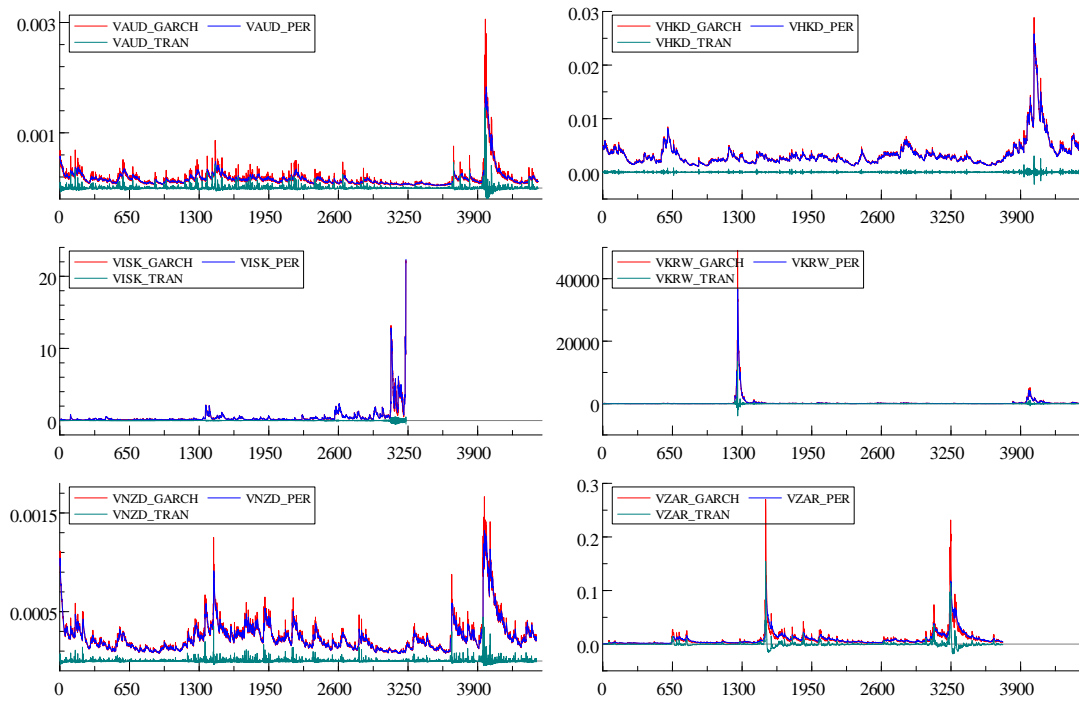 VAUD_GARCH VAUD_PER
VAUD_TRAN
0.003
0.001
0 650 1300 1950 2600 3250 3900
VHKD_GARCH VHKD_PER
VHKD_TRAN
0.03
0.02
0.01
0.00
0 650 1300 1950 2600 3250 3900
VISK_GARCH VISK_PER
VISK_TRAN
20
10
0
0 650 1300 1950 2600 3250 3900
VKRW_GARCH VKRW_PER
VKRW_TRAN
40000
20000
0
0 650 1300 1950 2600 3250 3900
VNZD_GARCH VNZD_PER
VNZD_TRAN
0.0015
0.0005
0 650 1300 1950 2600 3250 3900
VZAR_GARCH VZAR_PER
VZAR_TRAN
0.3
0.2
0.1
0.0
0 650 1300 1950 2600 3250 3900